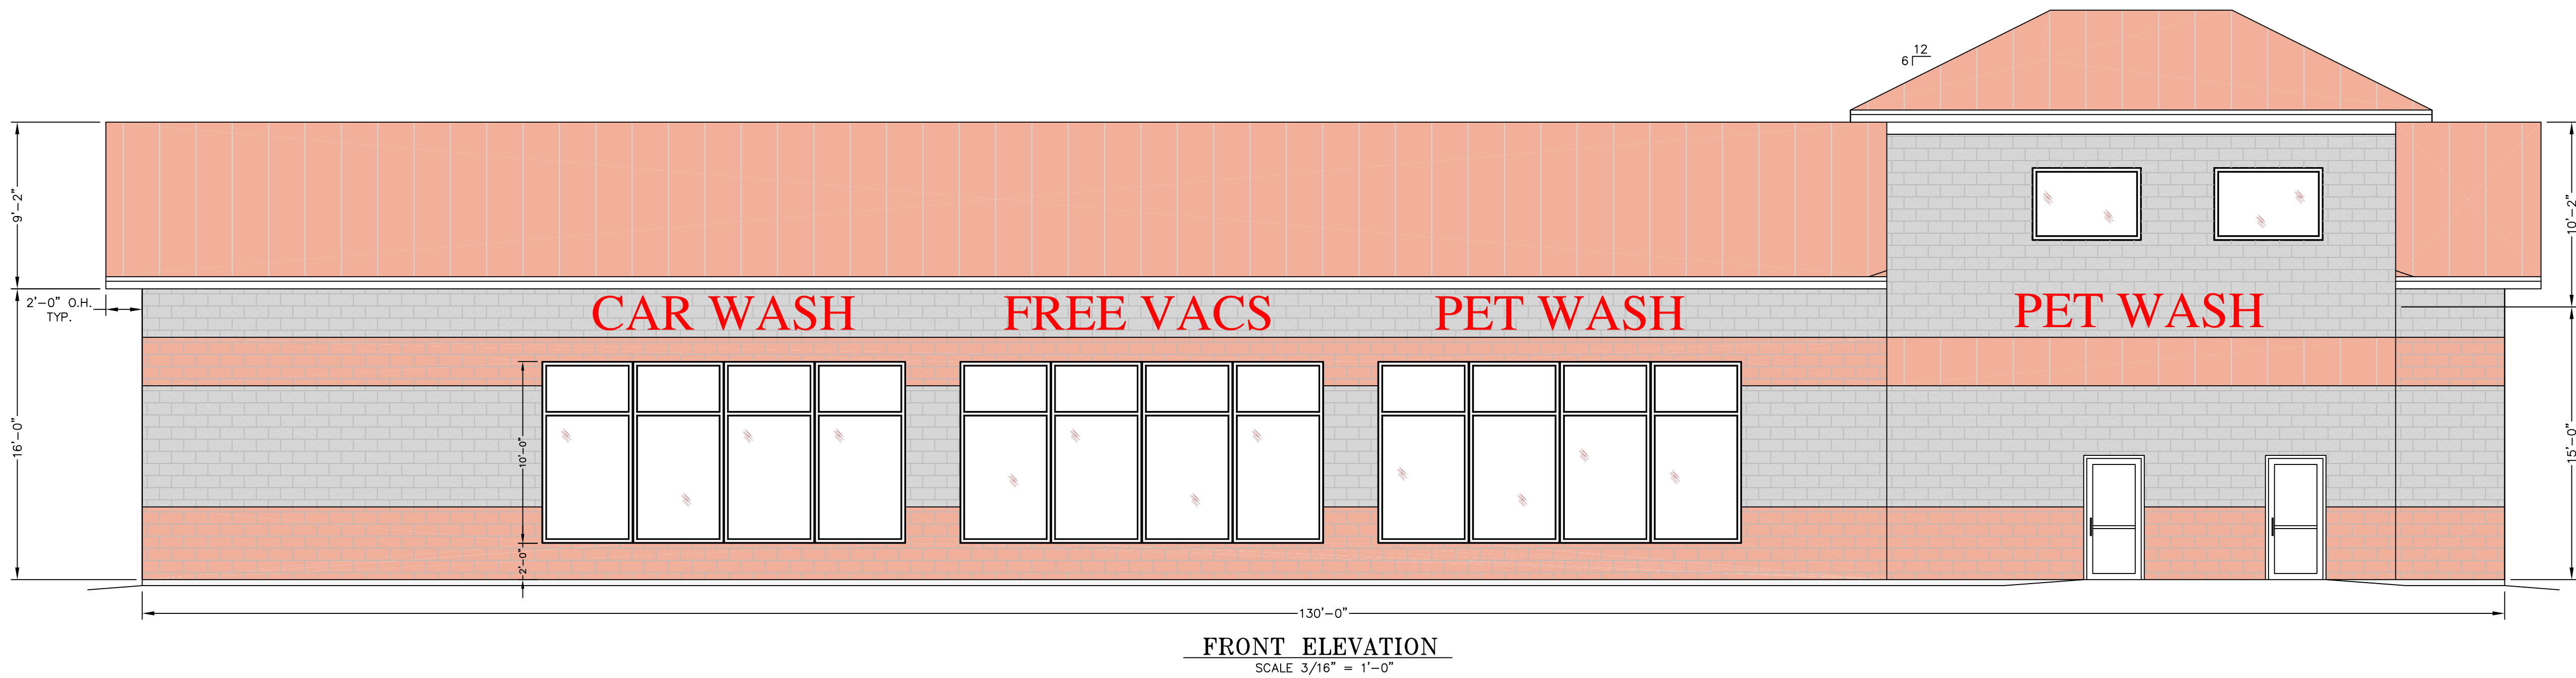 12
6
9'-2"
10'-2"
2'-0" O.H.
TYP.
CAR WASH
FREE VACS
PET WASH
PET WASH
16'-0"
10'-0"
15'-0"
2'-0"
130'-0"
FRONT ELEVATION
SCALE 3/16" = 1'-0"